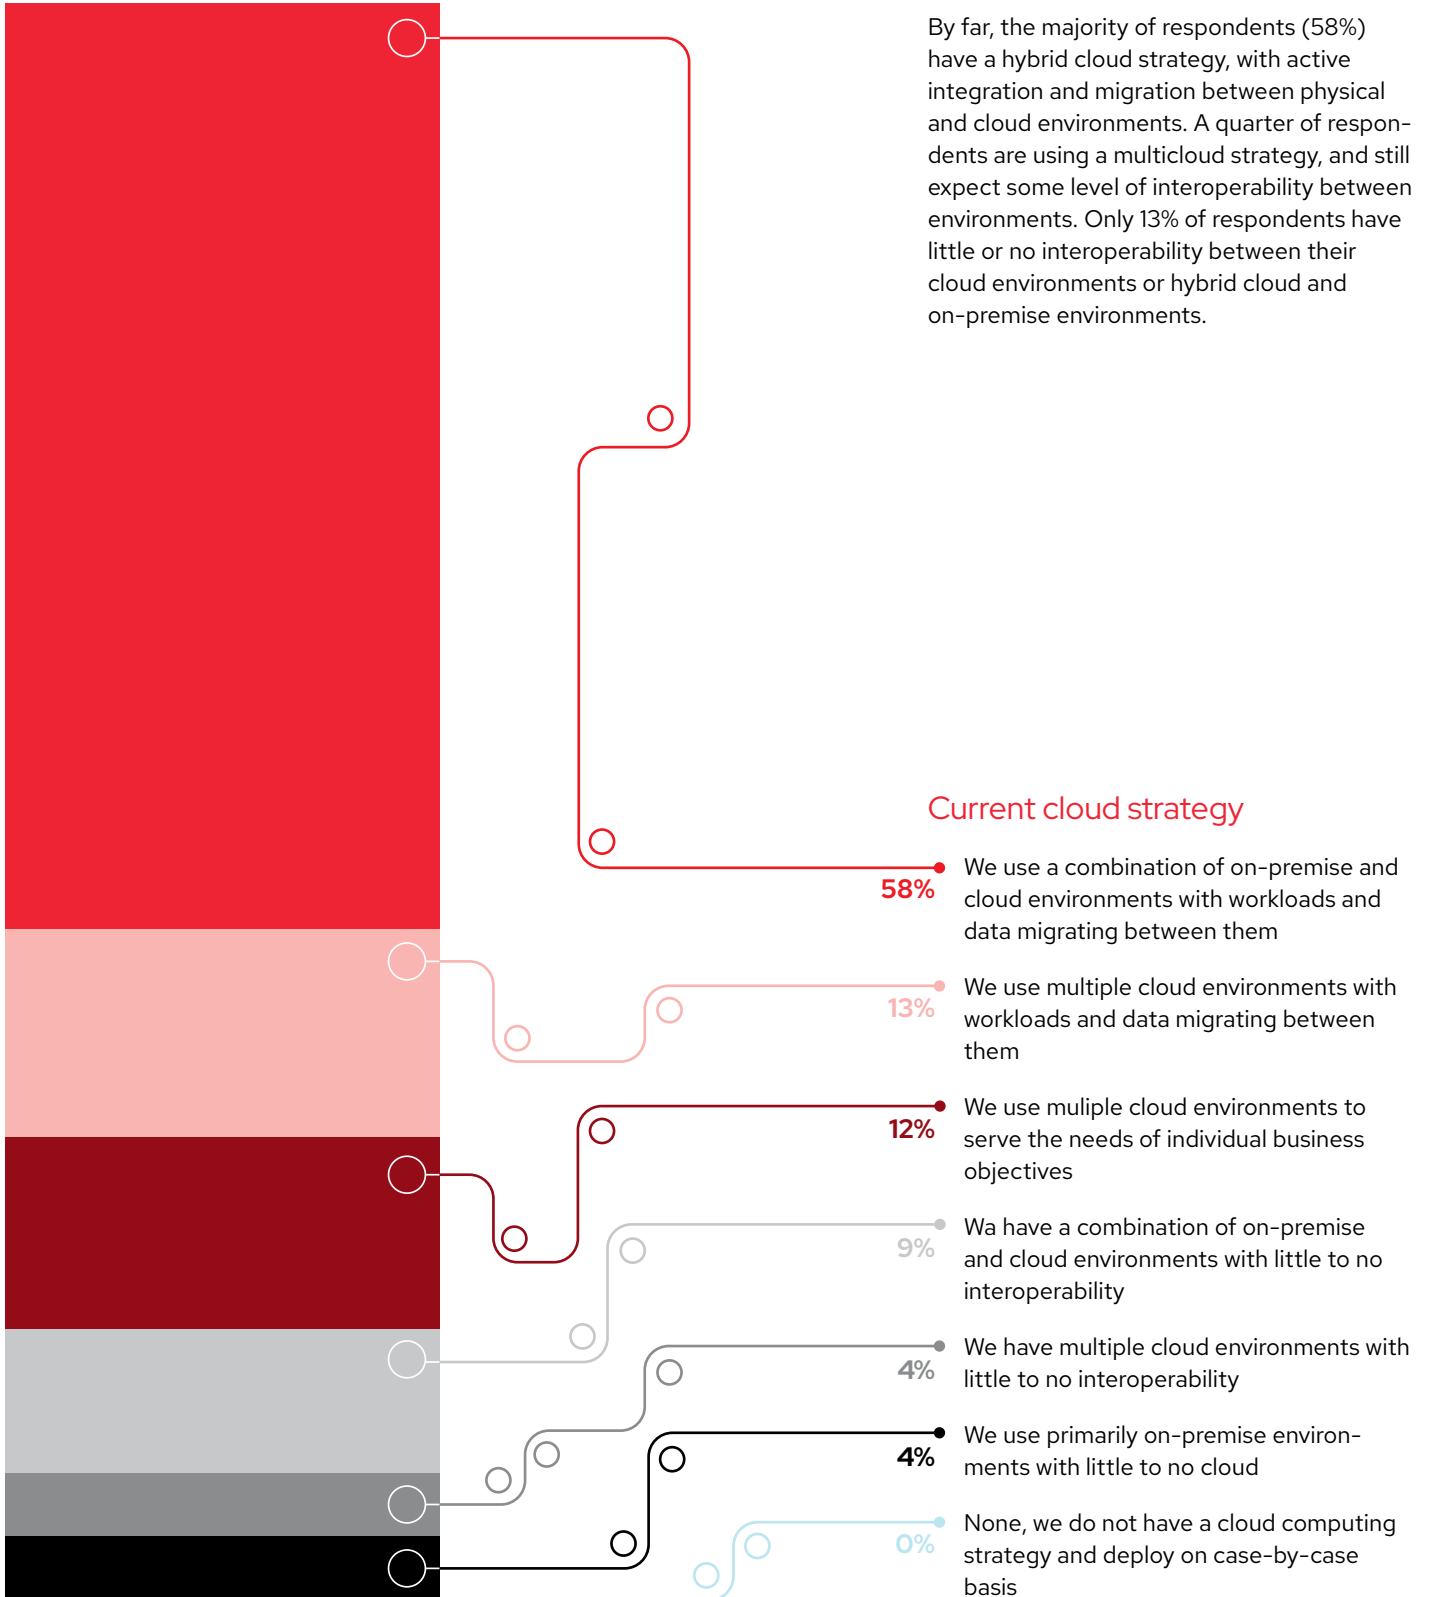 By far, the majority of respondents (58%)
have a hybrid cloud strategy, with active
integration and migration between physical
and cloud environments. A quarter of respon-
dents are using a multicloud strategy, and still
expect some level of interoperability between
environments. Only 13% of respondents have
little or no interoperability between their
cloud environments or hybrid cloud and
on-premise environments.
Current cloud strategy
58%
We use a combination of on-premise and
cloud environments with workloads and
data migrating between them
13%
We use multiple cloud environments with
workloads and data migrating between
them
12%
We use muliple cloud environments to
serve the needs of individual business
objectives
9%
Wa have a combination of on-premise
and cloud environments with little to no
interoperability
4%
We have multiple cloud environments with
little to no interoperability
4%
We use primarily on-premise environ-
ments with little to no cloud
0%
None, we do not have a cloud computing
strategy and deploy on case-by-case
basis